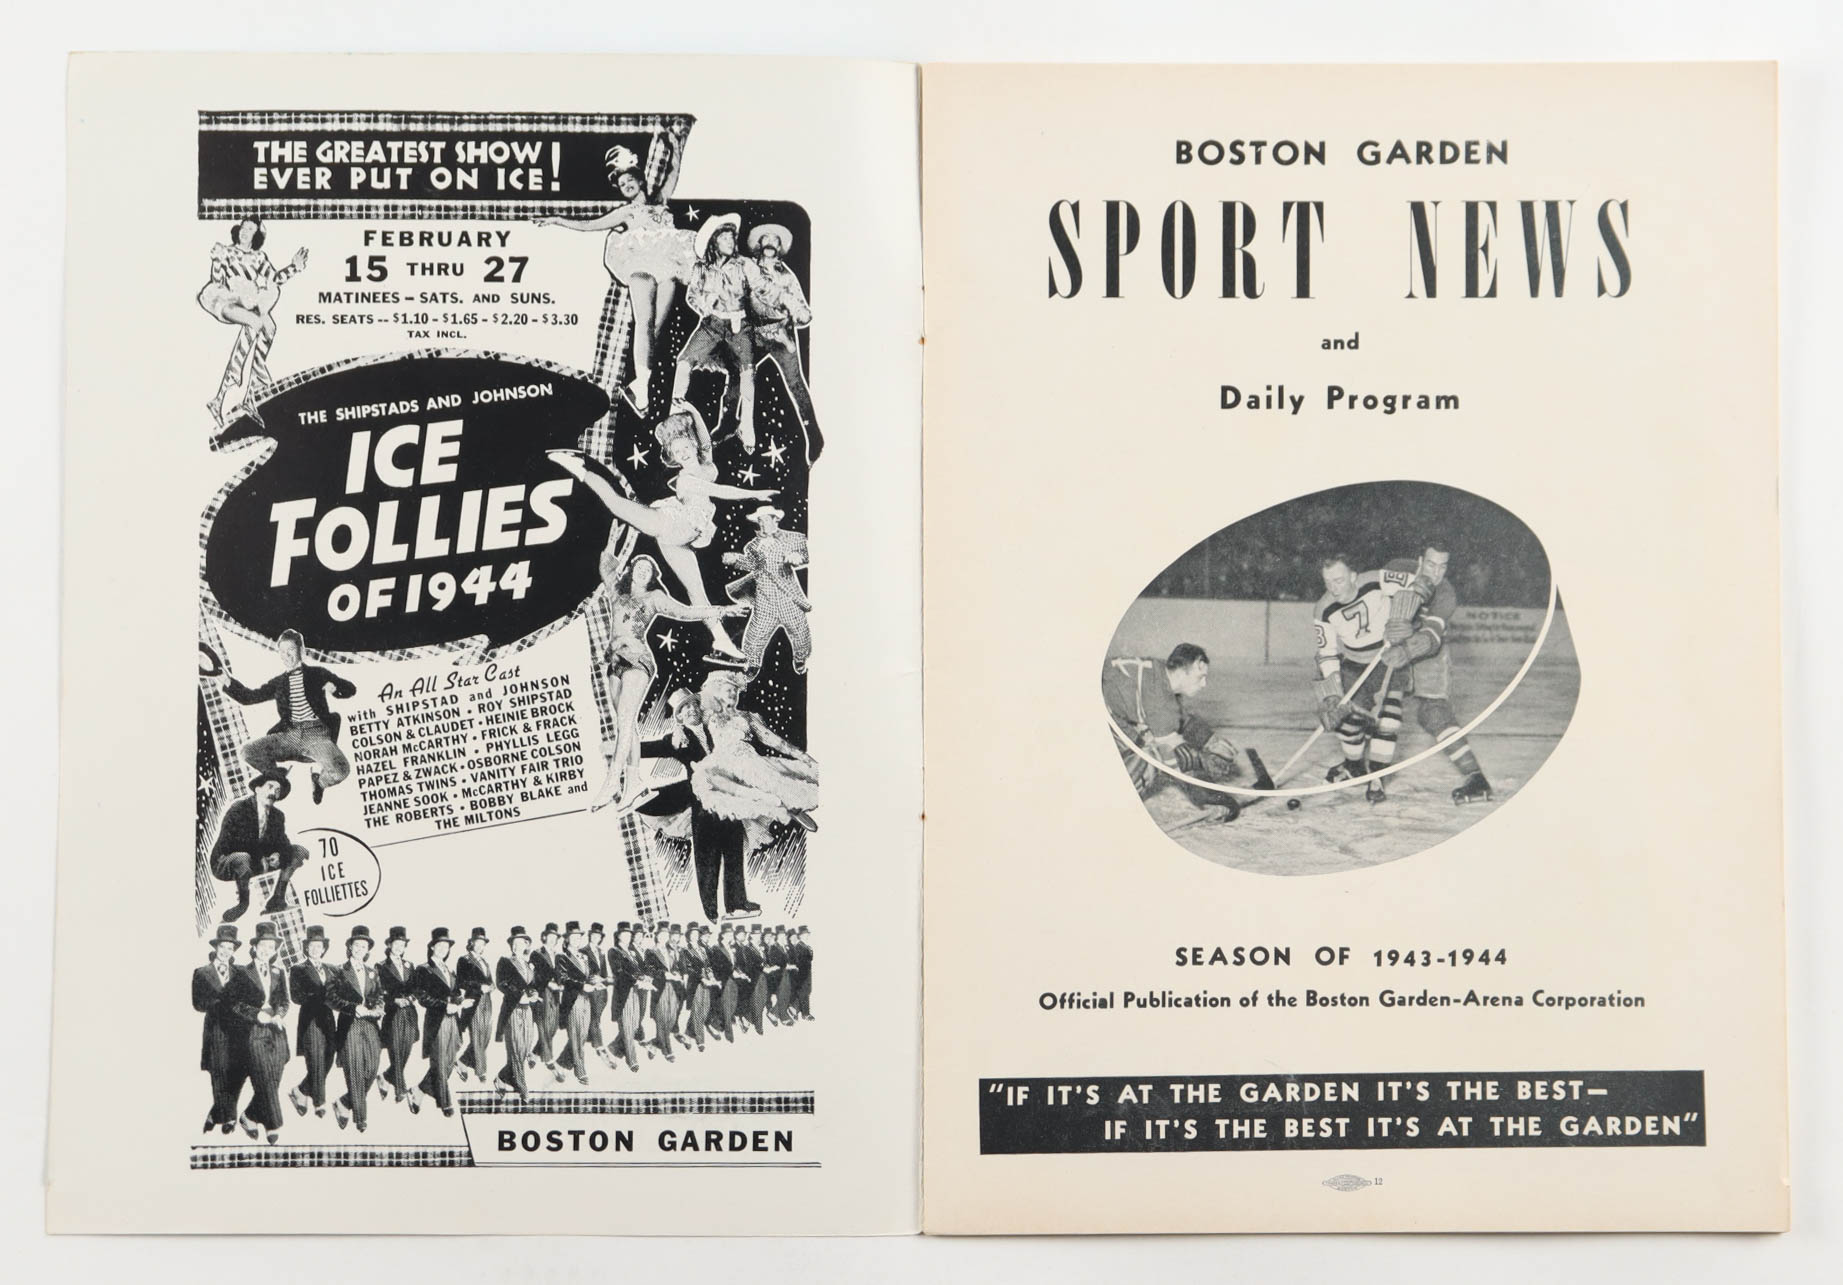 THE GREATEST SHOW
EVER PUT ON ICE!
FEBRUARY
15 THRU 27
MATINEES - SATS. AND SUNS.
RES. SEATS -- $1.10 - $1.65 - $2.20 - $3.30
TAX INCL.
THE SHIPSTADS AND JOHNSON
ICE
FOLLIES
OF 1944
An All Star Cast
with SHIPSTAD and JOHNSON
BETTY ATKINSON • ROY SHIPSTAD
COLSON & CLAUDET • HEINIE BROCK
NORAH McCARTHY • FRICK & FRACK
HAZEL FRANKLIN • PHYLLIS LEGG
PAPEZ & ZWACK • OSBORNE COLSON
THOMAS TWINS • VANITY FAIR TRIO
JEANNE SOOK • McCARTHY & KIRBY
THE ROBERTS • BOBBY BLAKE and
THE MILTONS
70
ICE
FOLLIETTES
BOSTON GARDEN
BOSTON GARDEN
SPORT NEWS
and
Daily Program
NOTICE
7
SEASON OF 1943-1944
Official Publication of the Boston Garden-Arena Corporation
"IF IT'S AT THE GARDEN IT'S THE BEST—
IF IT'S THE BEST IT'S AT THE GARDEN"
12